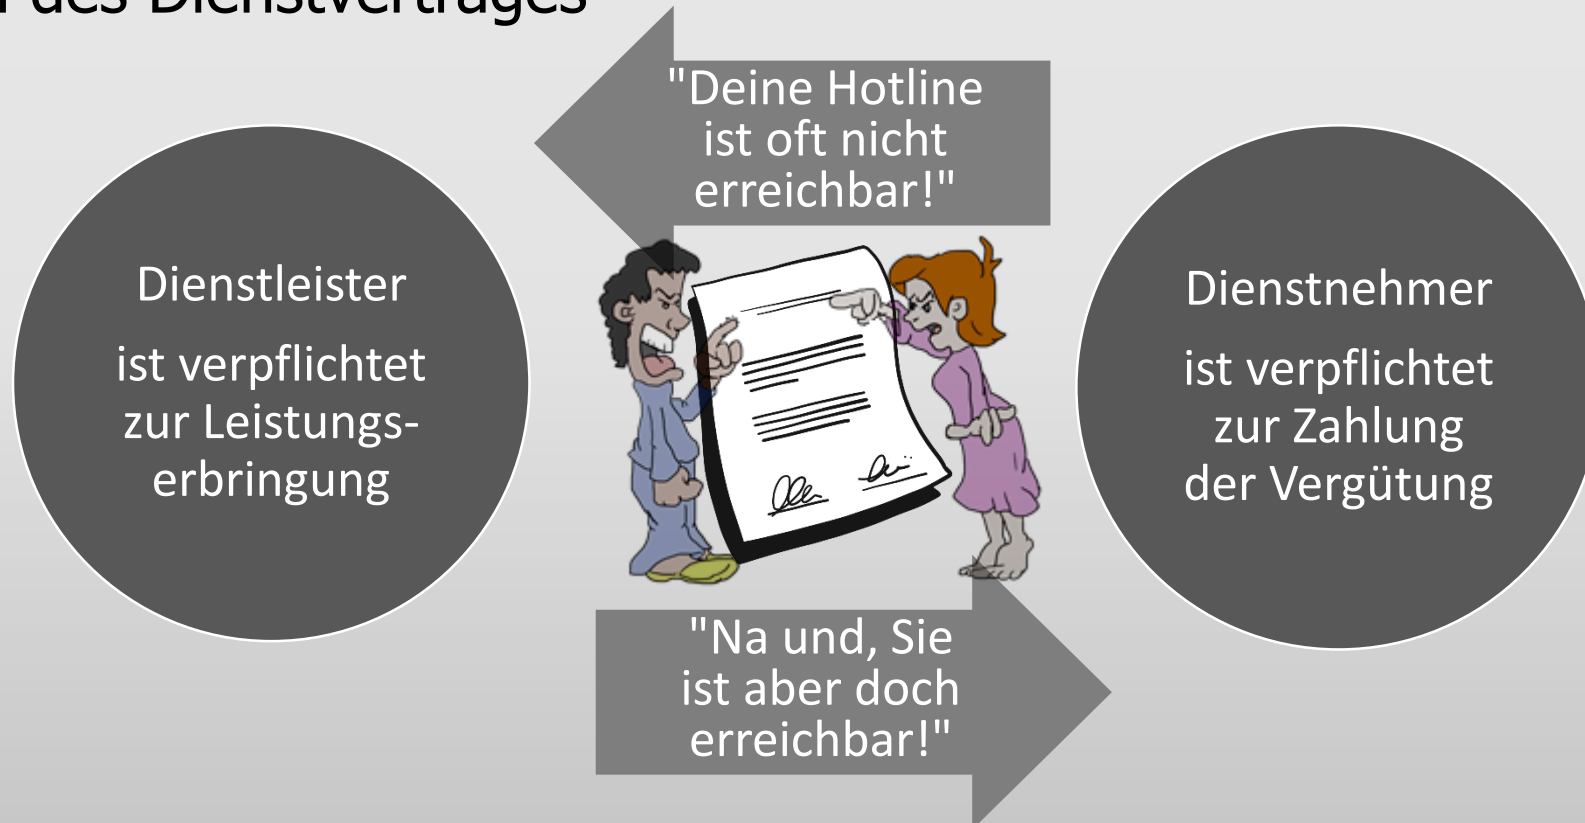 des Dienstvertrages
"Deine Hotline
ist oft nicht
erreichbar!"
Dienstleister
ist verpflichtet
zur Leistungs-
erbringung
Dienstnehmer
ist verpflichtet
zur Zahlung
der Vergütung
"Na und, Sie
ist aber doch
erreichbar!"